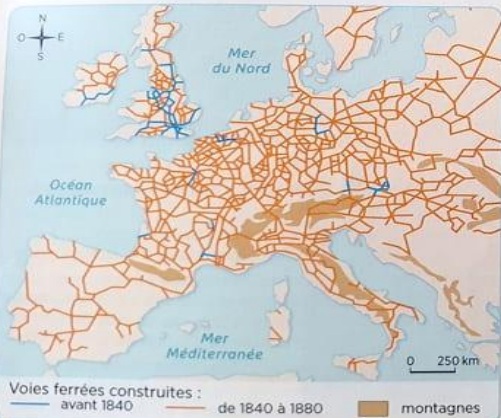 N
O E
S
Mer
du Nord
Océan
Atlantique
Mer
Méditerranée
0 250 km
Voies ferrées construites :
avant 1840 de 1840 à 1880 montagnes